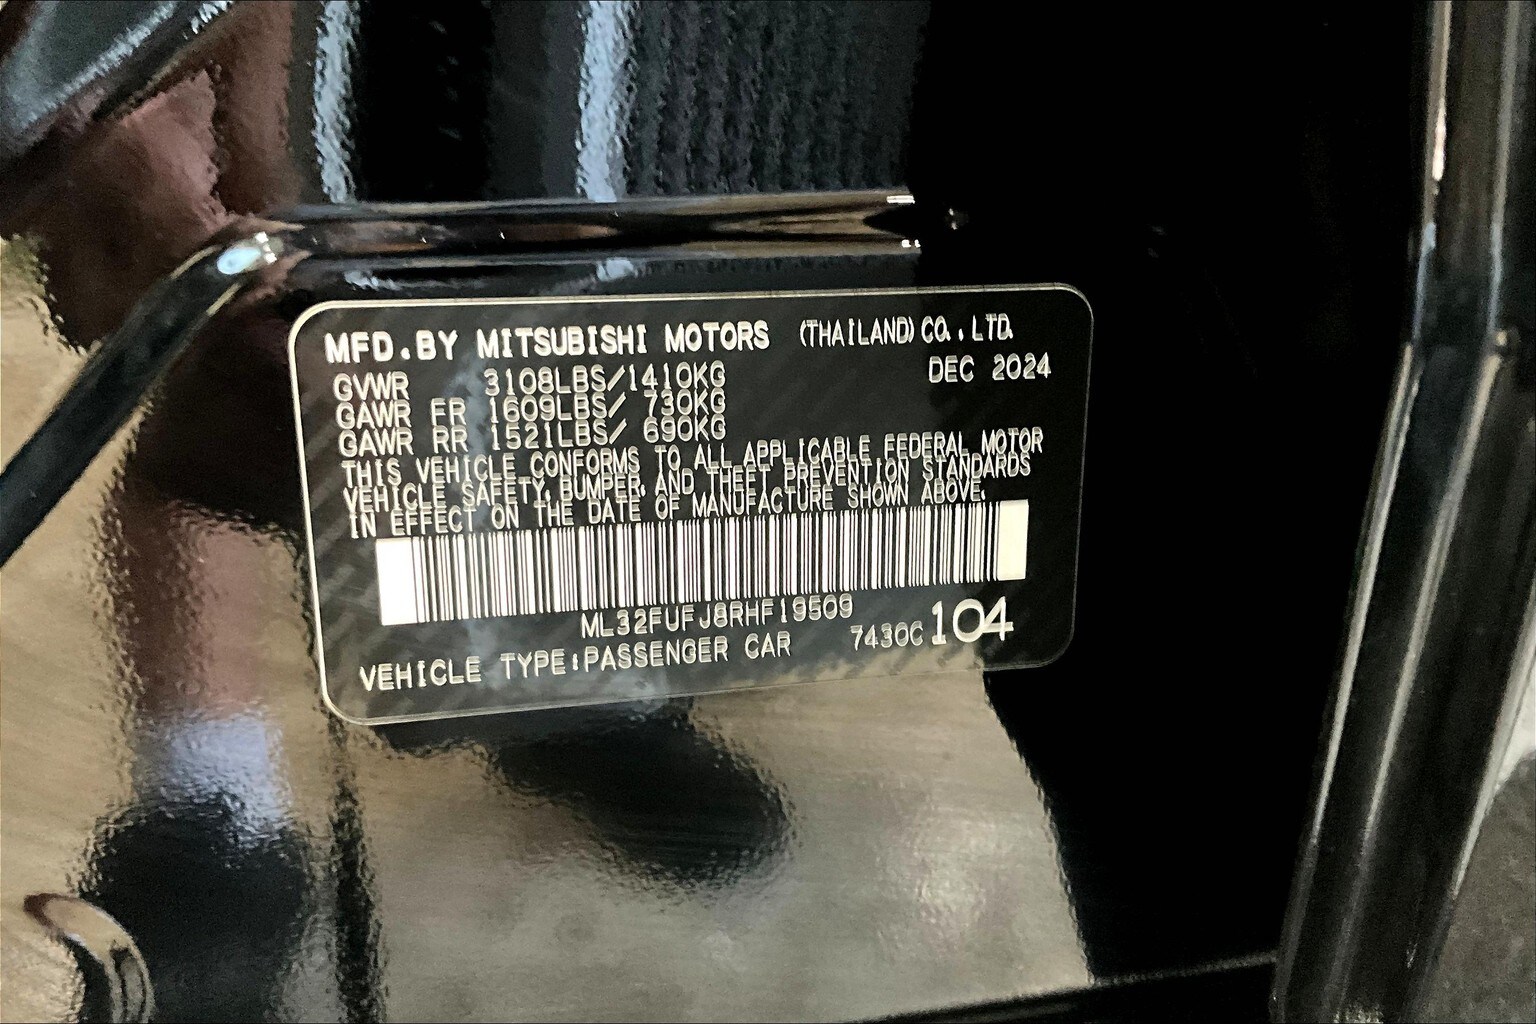 MFD.BY MITSUBISHI MOTORS (THAILAND) CO., LTD.
GVWR 3108LBS/1410KG DEC 2024
GAWR FR 1609LBS/ 730KG
GAWR RR 1521LBS/ 690KG
THIS VEHICLE CONFORMS TO ALL APPLICABLE FEDERAL MOTOR
VEHICLE SAFETY, BUMPER, AND THEFT PREVENTION STANDARDS
IN EFFECT ON THE DATE OF MANUFACTURE SHOWN ABOVE.
ML32FUFJ8RHF19509
VEHICLE TYPE:PASSENGER CAR 7430C 104